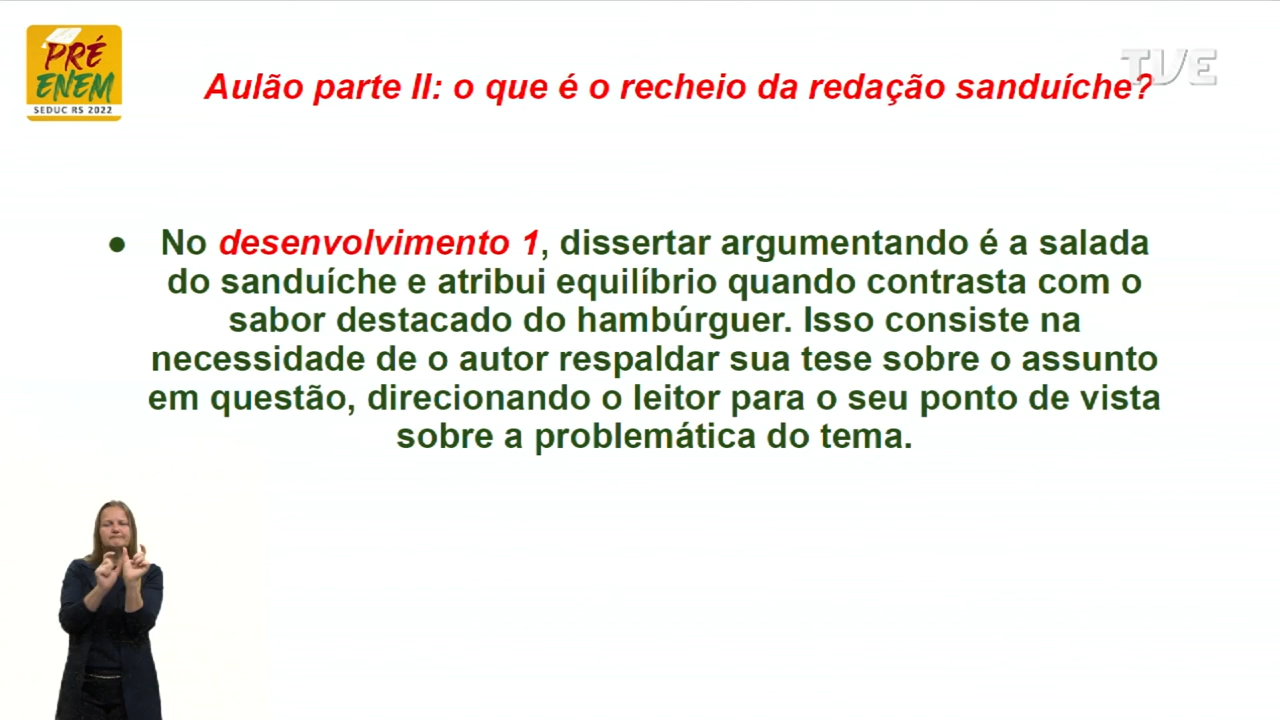 PRÉ
ENEM
SEDUC RS 2022
TVE
Aulão parte II: o que é o recheio da redação sanduíche?
● No desenvolvimento 1, dissertar argumentando é a salada
do sanduíche e atribui equilíbrio quando contrasta com o
sabor destacado do hambúrguer. Isso consiste na
necessidade de o autor respaldar sua tese sobre o assunto
em questão, direcionando o leitor para o seu ponto de vista
sobre a problemática do tema.